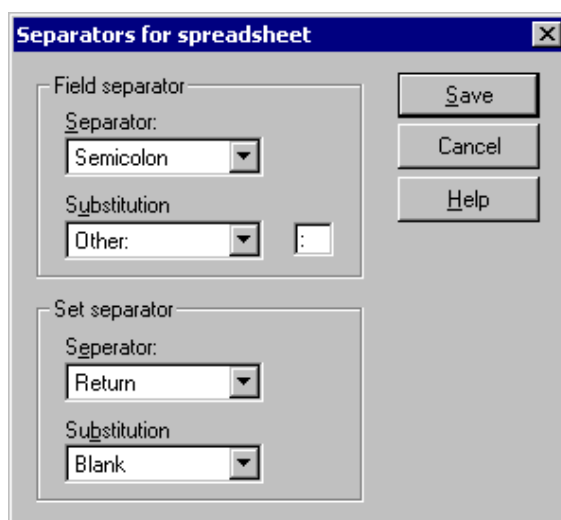 Separators for spreadsheet
Field separator
Separator:
Semicolon
Substitution
Other:
:
Set separator
Seperator:
Return
Substitution
Blank
Save
Cancel
Help